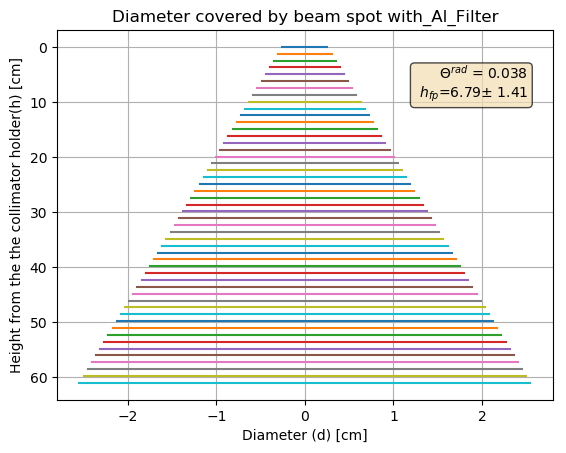 Diameter covered by beam spot with_Al_Filter
Θ^rad = 0.038
h_fp=6.79± 1.41
Height from the the collimator holder(h) [cm]
0
10
20
30
40
50
60
−2
−1
0
1
2
Diameter (d) [cm]